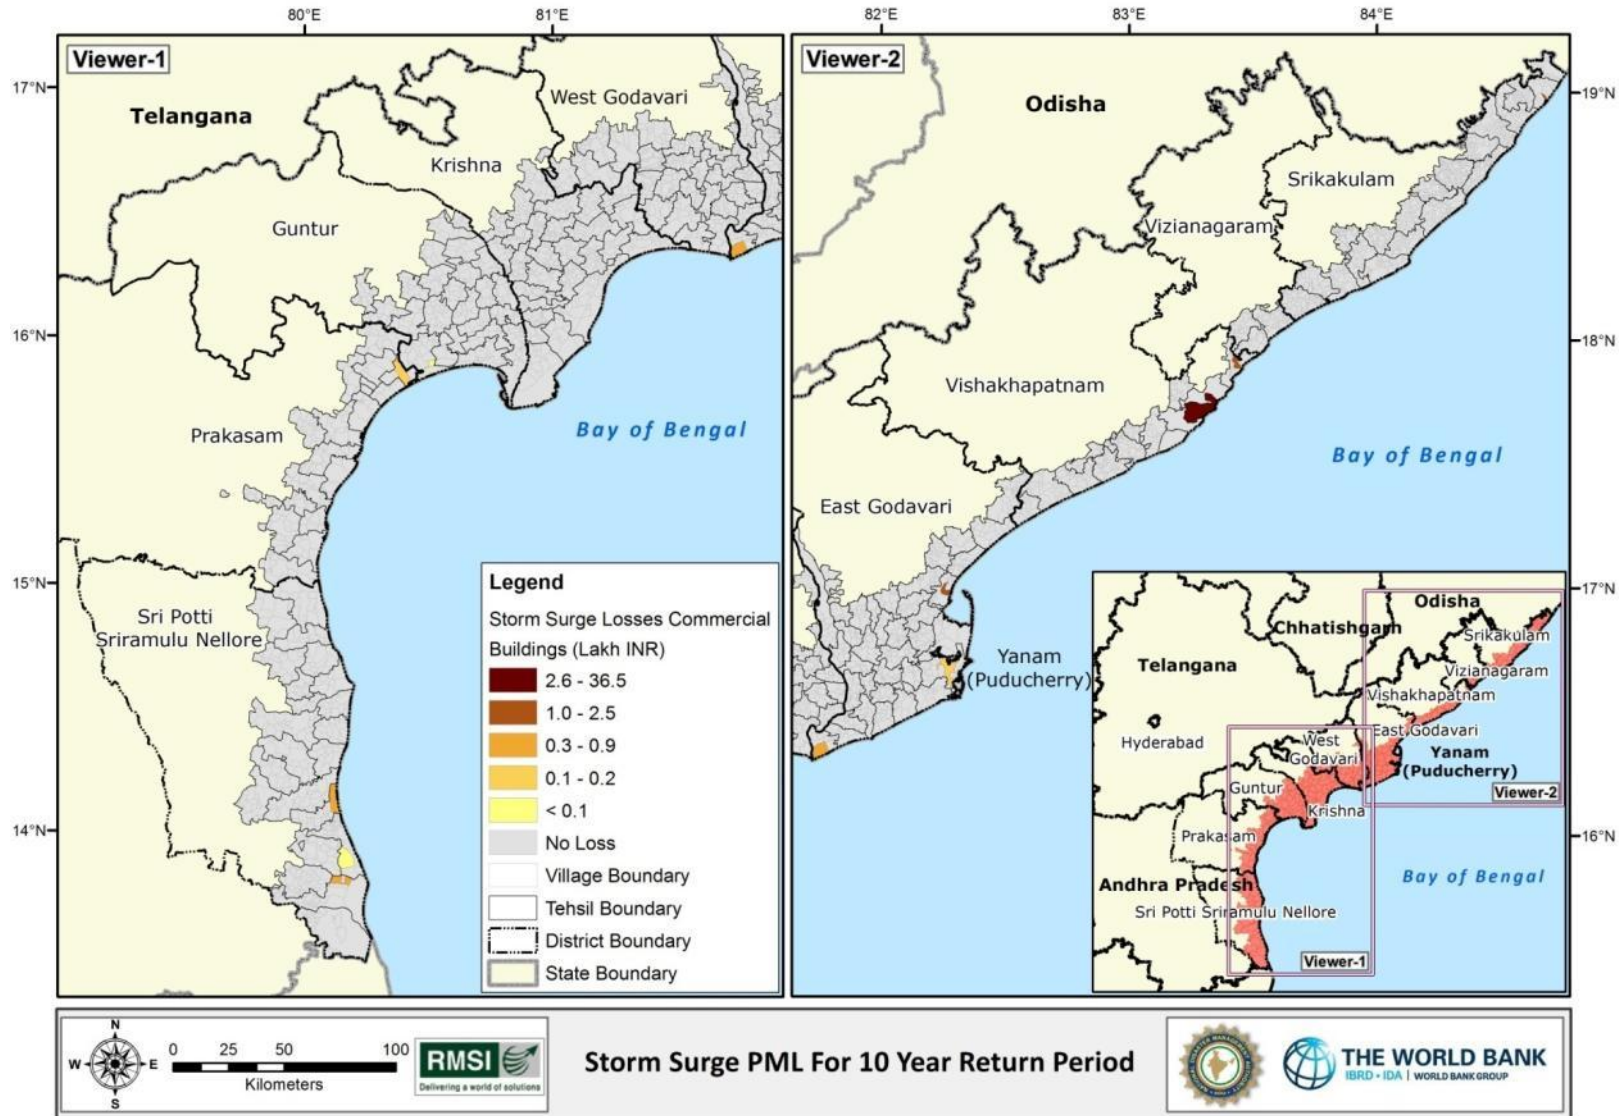 80°E
81°E
82°E
83°E
84°E
Viewer-1
17°N
Telangana
West Godavari
Krishna
Guntur
16°N
Prakasam
Bay of Bengal
15°N
Sri Potti
Sriramulu Nellore
14°N
Legend
Storm Surge Losses Commercial
Buildings (Lakh INR)
2.6 - 36.5
1.0 - 2.5
0.3 - 0.9
0.1 - 0.2
< 0.1
No Loss
Village Boundary
Tehsil Boundary
District Boundary
State Boundary
Viewer-2
Odisha
19°N
Srikakulam
Vizianagaram
18°N
Vishakhapatnam
Bay of Bengal
East Godavari
17°N
Yanam
(Puducherry)
16°N
Odisha
Chhatishgarh
Srikakulam
Telangana
Vizianagaram
Vishakhapatnam
Hyderabad
East Godavari
West
Godavari
Yanam
(Puducherry)
Guntur
Viewer-2
Krishna
Prakasam
Andhra Pradesh
Bay of Bengal
Sri Potti Sriramulu Nellore
Viewer-1
N
W
E
S
0 25 50 100
Kilometers
RMSI
Delivering a world of solutions
Storm Surge PML For 10 Year Return Period
THE WORLD BANK
IBRD • IDA | WORLD BANK GROUP